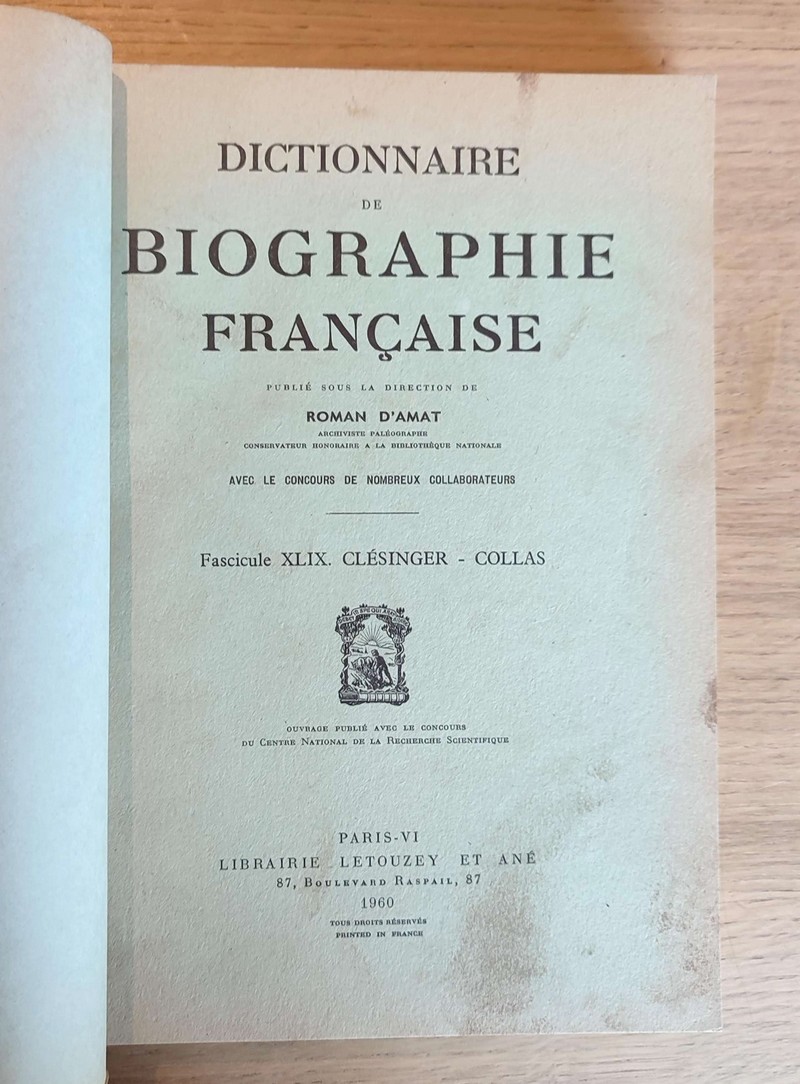 DICTIONNAIRE
DE
BIOGRAPHIE
FRANÇAISE
PUBLIÉ SOUS LA DIRECTION DE
ROMAN D'AMAT
ARCHIVISTE PALÉOGRAPHE
CONSERVATEUR HONORAIRE A LA BIBLIOTHÈQUE NATIONALE
AVEC LE CONCOURS DE NOMBREUX COLLABORATEURS
Fascicule XLIX. CLÉSINGER - COLLAS
OUVRAGE PUBLIÉ AVEC LE CONCOURS
DU CENTRE NATIONAL DE LA RECHERCHE SCIENTIFIQUE
PARIS-VI
LIBRAIRIE LETOUZEY ET ANÉ
87, BOULEVARD RASPAIL, 87
1960
TOUS DROITS RÉSERVÉS
PRINTED IN FRANCE